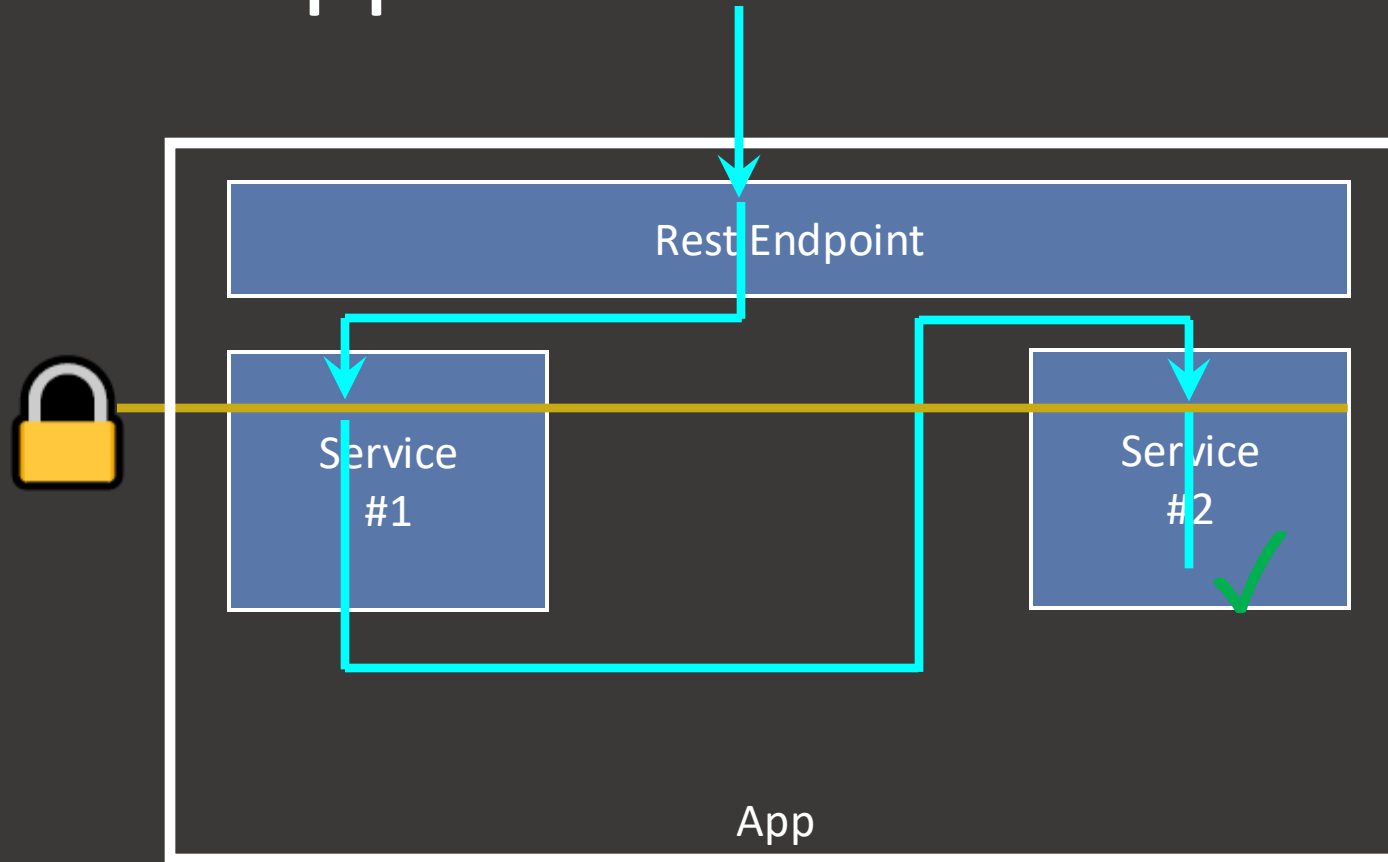 Rest Endpoint
Service
#1
Service
#2
App